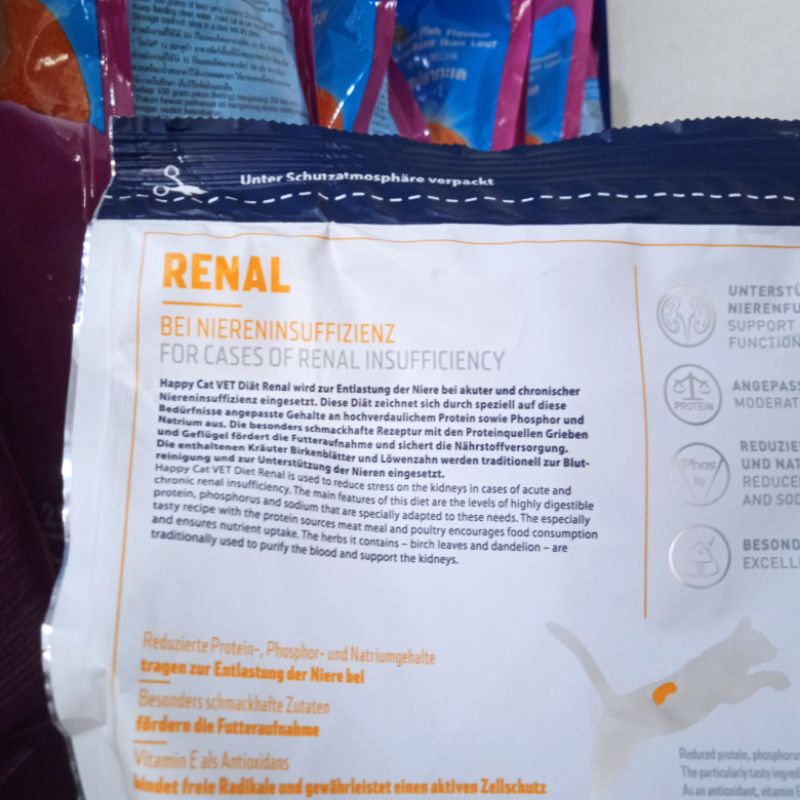 Fish Flavour
Unter Schutzatmosphäre verpackt
RENAL
BEI NIERENINSUFFIZIENZ
FOR CASES OF RENAL INSUFFICIENCY
Happy Cat VET Diät Renal wird zur Entlastung der Niere bei akuter und chronischer
Niereninsuffizienz eingesetzt. Diese Diät zeichnet sich durch speziell auf diese
Bedürfnisse angepasste Gehalte an hochverdaulichem Protein sowie Phosphor und
Natrium aus. Die besonders schmackhafte Rezeptur mit den Proteinquellen Grieben
und Geflügel fördert die Futteraufnahme und sichert die Nährstoffversorgung.
Die enthaltenen Kräuter Birkenblätter und Löwenzahn werden traditionell zur Blut-
reinigung und zur Unterstützung der Nieren eingesetzt.
Happy Cat VET Diet Renal is used to reduce stress on the kidneys in cases of acute and
chronic renal insufficiency. The main features of this diet are the levels of highly digestible
protein, phosphorus and sodium that are specially adapted to these needs. The especially
tasty recipe with the protein sources meat meal and poultry encourages food consumption
and ensures nutrient uptake. The herbs it contains – birch leaves and dandelion – are
traditionally used to purify the blood and support the kidneys.
Reduzierte Protein-, Phosphor- und Natriumgehalte
tragen zur Entlastung der Niere bei
Besonders schmackhafte Zutaten
fördern die Futteraufnahme
Vitamin E als Antioxidans
bindet freie Radikale und gewährleistet einen aktiven Zellschutz
UNTERSTÜ
NIERENFU
SUPPORT
FUNCTION
PROTEIN
ANGEPASS
MODERAT
Phos
REDUZIE
UND NAT
REDUCE
AND SOD
BESOND
EXCELL
Reduced protein, phosphorus
The particularly tasty ingred
As an antioxidant, vitamin E